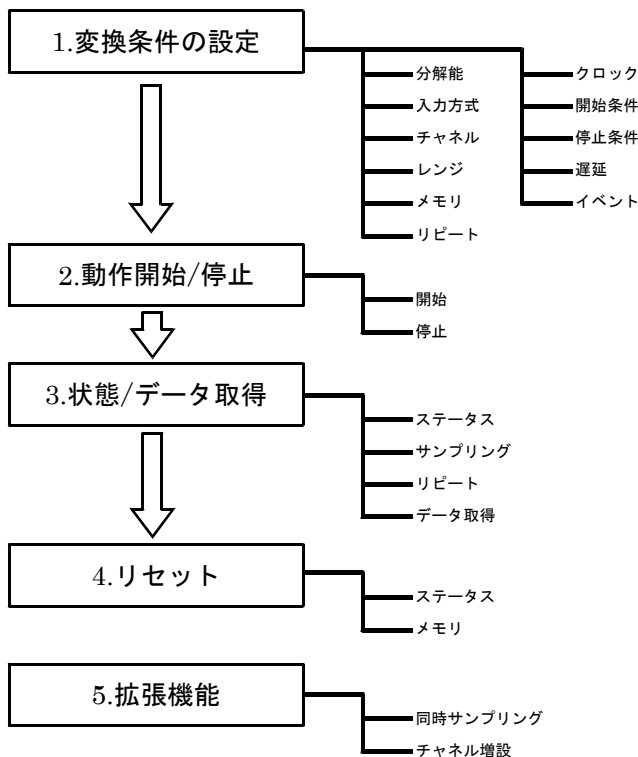 1.変換条件の設定
分解能
入力方式
チャネル
レンジ
メモリ
リピート
クロック
開始条件
停止条件
遅延
イベント
2.動作開始/停止
開始
停止
3.状態/データ取得
ステータス
サンプリング
リピート
データ取得
4.リセット
ステータス
メモリ
5.拡張機能
同時サンプリング
チャネル増設